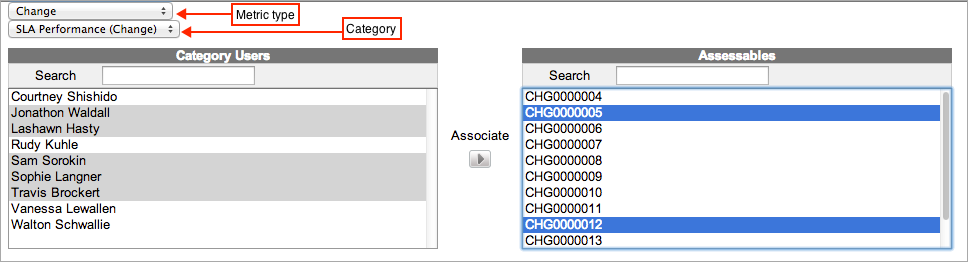 Change
Metric type
SLA Performance (Change)
Category
Category Users
Search
Courtney Shishido
Jonathon Waldall
Lashawn Hasty
Rudy Kuhle
Sam Sorokin
Sophie Langner
Travis Brockert
Vanessa Lewallen
Walton Schwallie
Associate
Assessables
Search
CHG0000004
CHG0000005
CHG0000006
CHG0000007
CHG0000008
CHG0000009
CHG0000010
CHG0000011
CHG0000012
CHG0000013